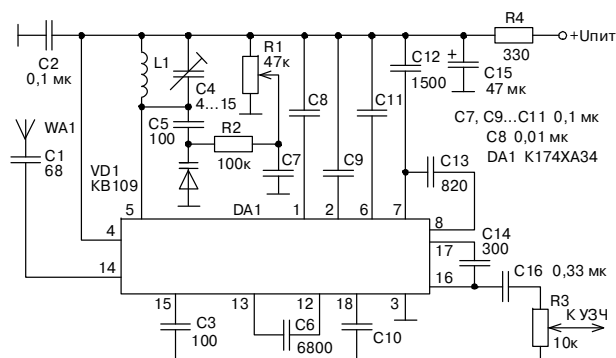 R4
+Uпит
330
C2
0,1 мк
L1
C4
4...15
R1
47к
C12
1500
+
C15
47 мк
C8
C11
C5
100
R2
100к
C7
C9
C7, C9...C11 0,1 мк
C8 0,01 мк
DA1 К174ХА34
WA1
C1
68
VD1
КВ109
C13
820
5
DA1
1
2
6
7
8
4
17
C14
300
14
16
C16 0,33 мк
15
13
12
18
3
R3
10к
К УЗЧ
C3
100
C6
6800
C10